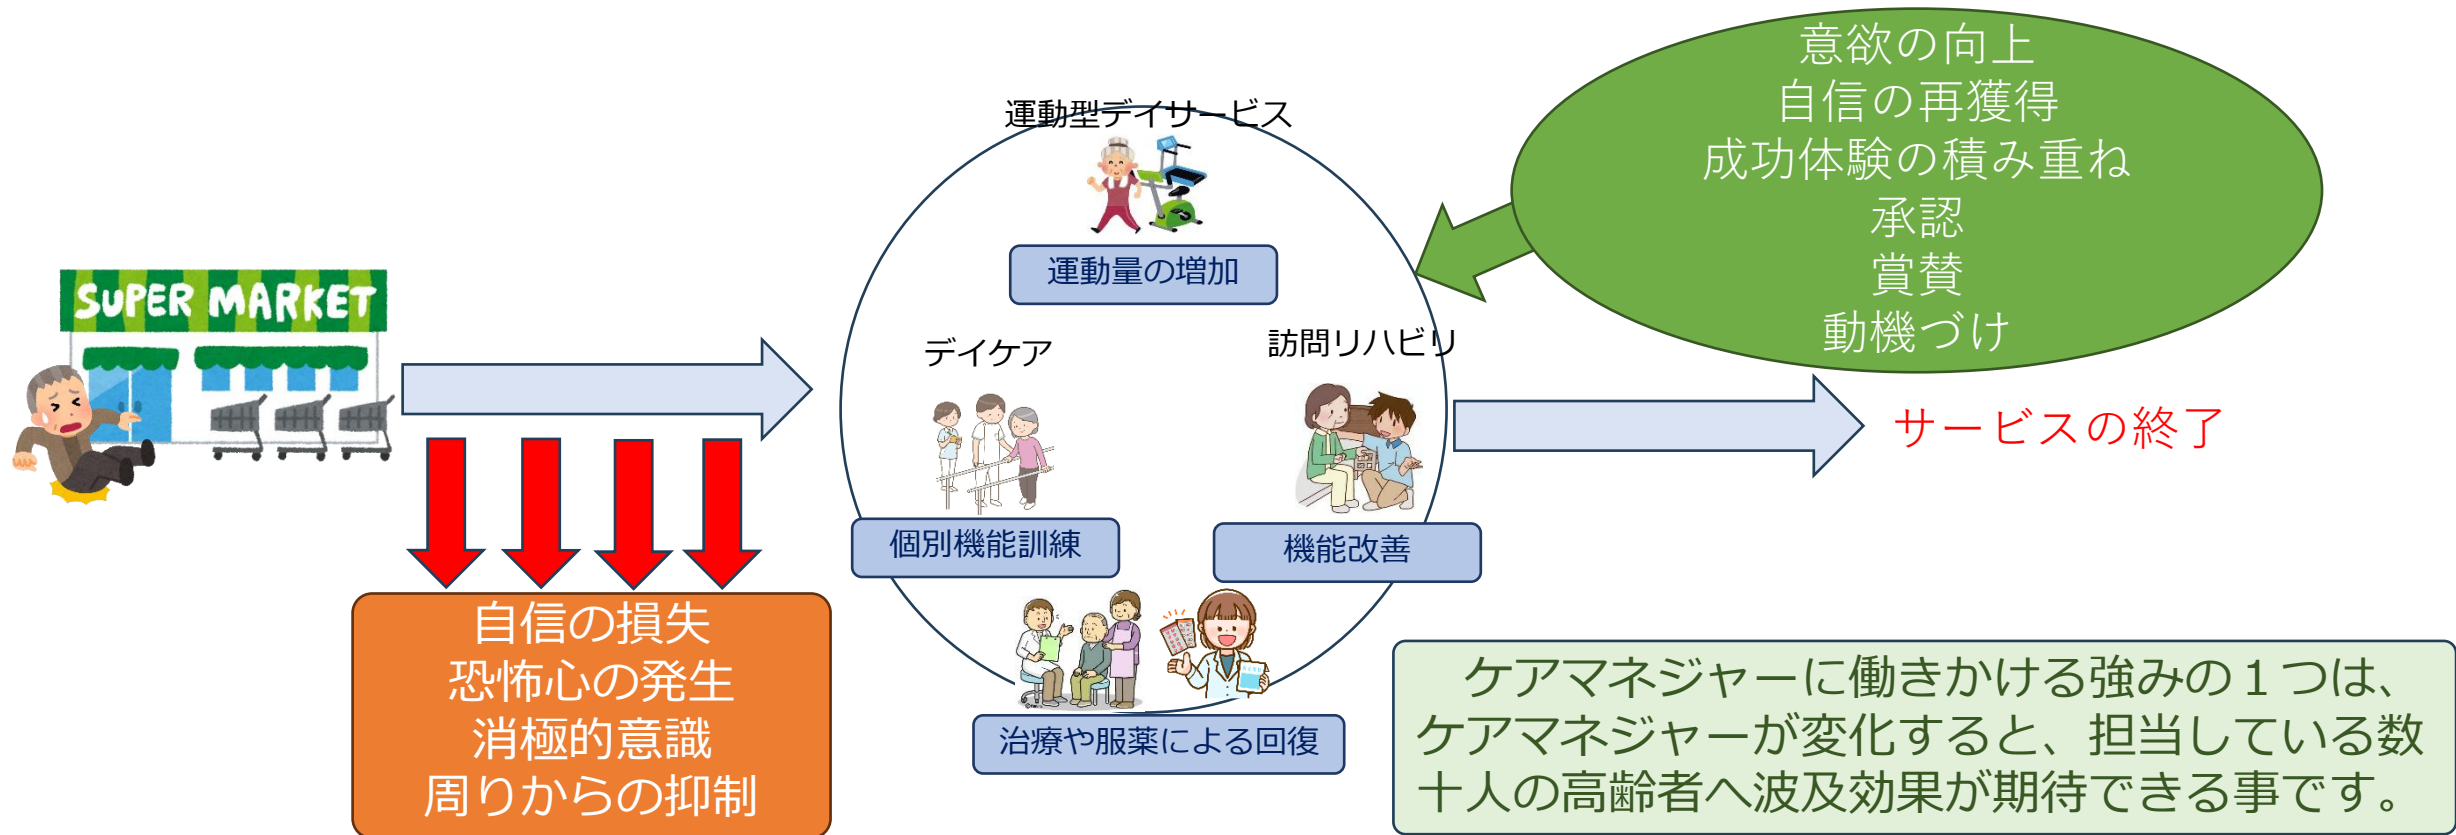 SUPER MARKET
自信の損失
恐怖心の発生
消極的意識
周りからの抑制
運動型デイサービス
運動量の増加
デイケア
個別機能訓練
訪問リハビリ
機能改善
治療や服薬による回復
意欲の向上
自信の再獲得
成功体験の積み重ね
承認
賞賛
動機づけ
サービスの終了
ケアマネジャーに働きかける強みの１つは、
ケアマネジャーが変化すると、担当している数
十人の高齢者へ波及効果が期待できる事です。